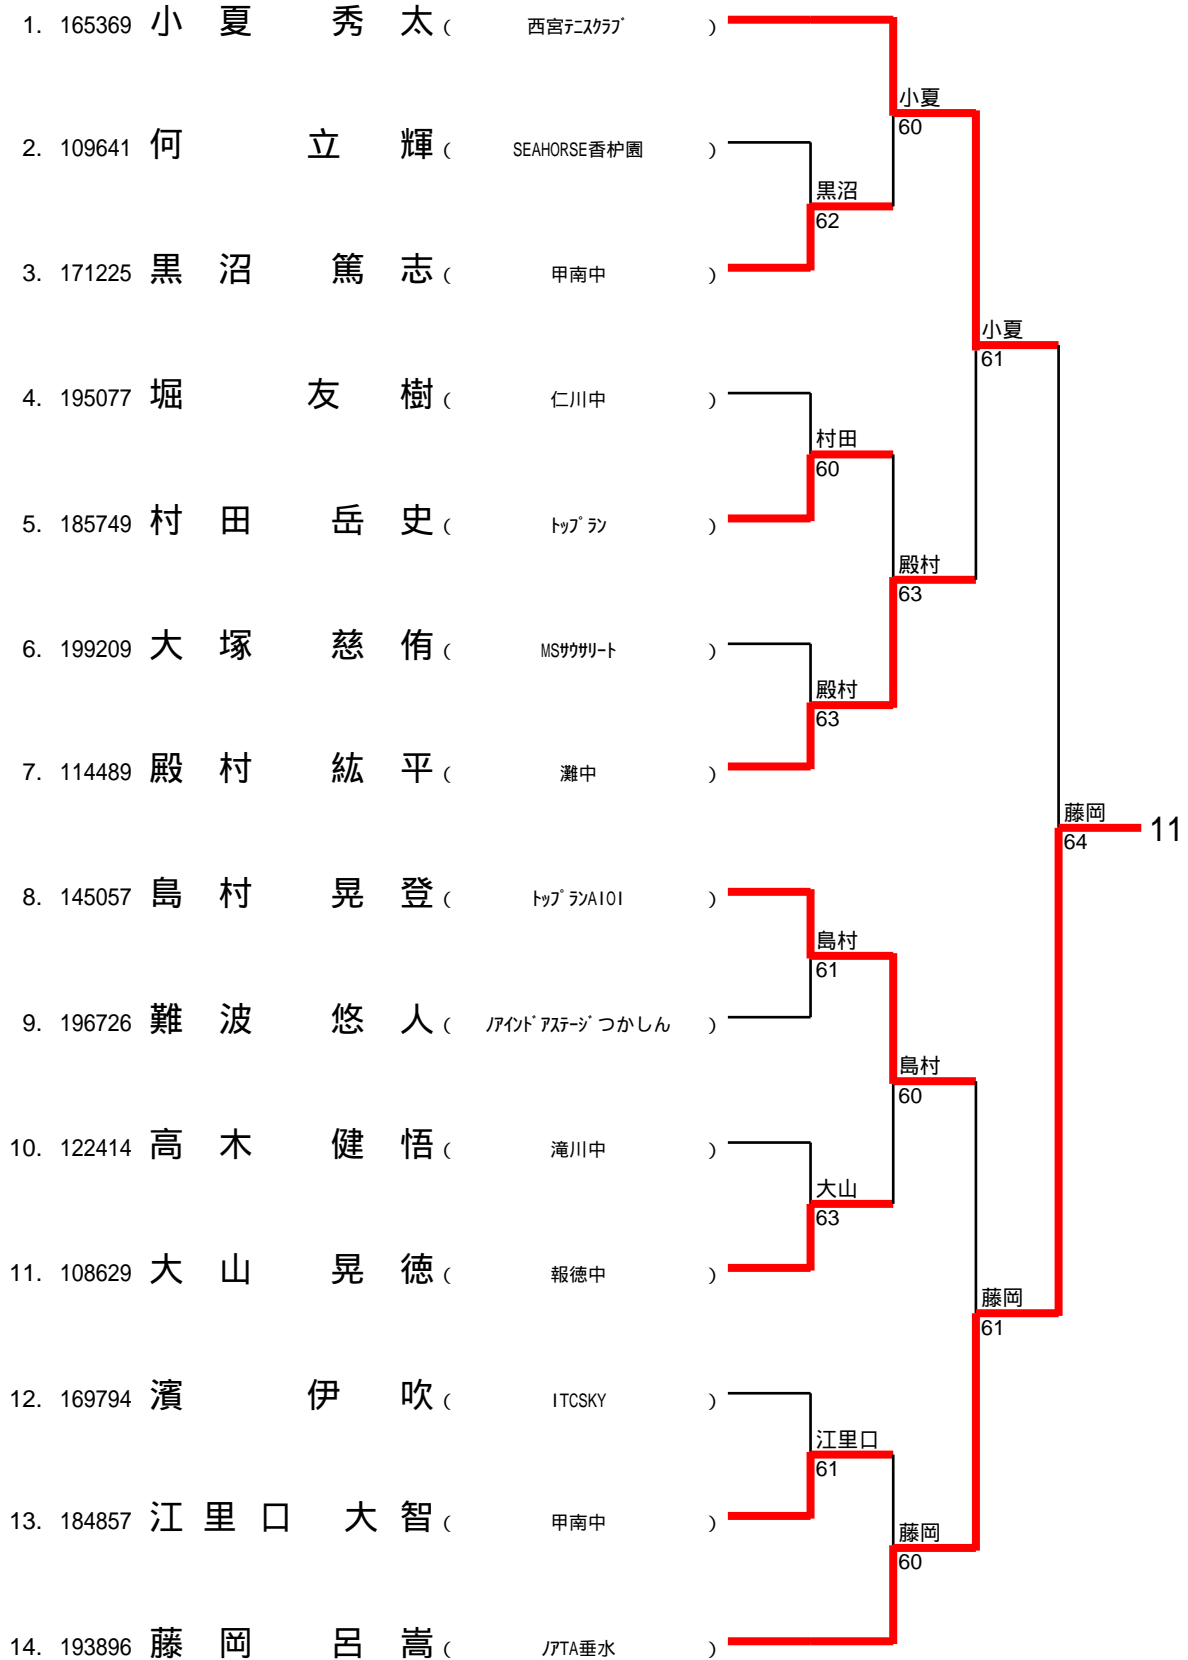 1. 165369 小夏 秀太 ( 西宮ﾃﾆｽｸﾗﾌﾞ )
小夏
60
2. 109641 何 立輝 ( SEAHORSE香枦園 )
黒沼
62
3. 171225 黒沼 篤志 ( 甲南中 )
小夏
61
4. 195077 堀 友樹 ( 仁川中 )
村田
60
5. 185749 村田 岳史 ( ﾄｯﾌﾟﾗﾝ )
殿村
63
6. 199209 大塚 慈侑 ( MSｻｳｻﾘｰﾄ )
殿村
63
7. 114489 殿村 紘平 ( 灘中 )
藤岡
64
11
8. 145057 島村 晃登 ( ﾄｯﾌﾟﾗﾝAIOI )
島村
61
9. 196726 難波 悠人 ( ﾉｱｲﾝﾄﾞｱｽﾃｰｼﾞつかしん )
島村
60
10. 122414 高木 健悟 ( 滝川中 )
大山
63
11. 108629 大山 晃徳 ( 報徳中 )
藤岡
61
12. 169794 濱 伊吹 ( ITCSKY )
江里口
61
13. 184857 江里口 大智 ( 甲南中 )
藤岡
60
14. 193896 藤岡 呂嵩 ( ﾉｱTA垂水 )